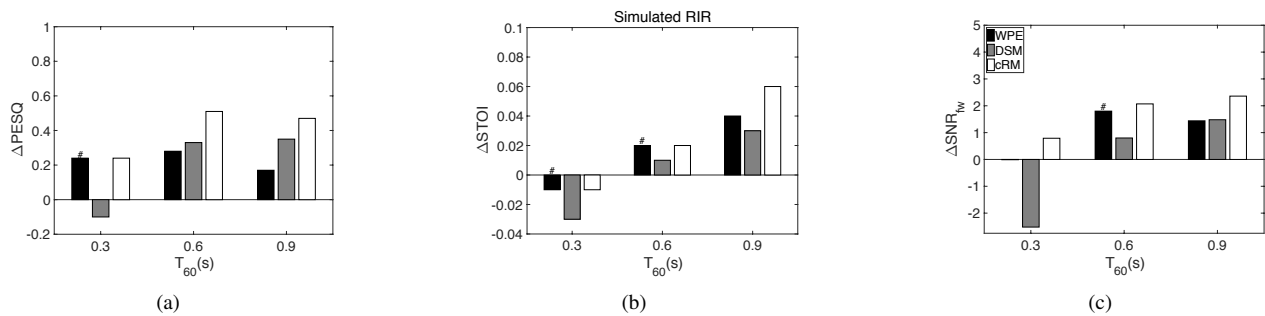 Simulated RIR
1
0.8
0.6
0.4
0.2
0
-0.2
ΔPESQ
#
0.3
0.6
0.9
T60(s)
(a)
0.1
0.08
0.06
0.04
0.02
0
-0.02
-0.04
ΔSTOI
#
#
0.3
0.6
0.9
T60(s)
(b)
5
4
3
2
1
0
-1
-2
ΔSNRfw
WPE
DSM
cRM
#
0.3
0.6
0.9
T60(s)
(c)